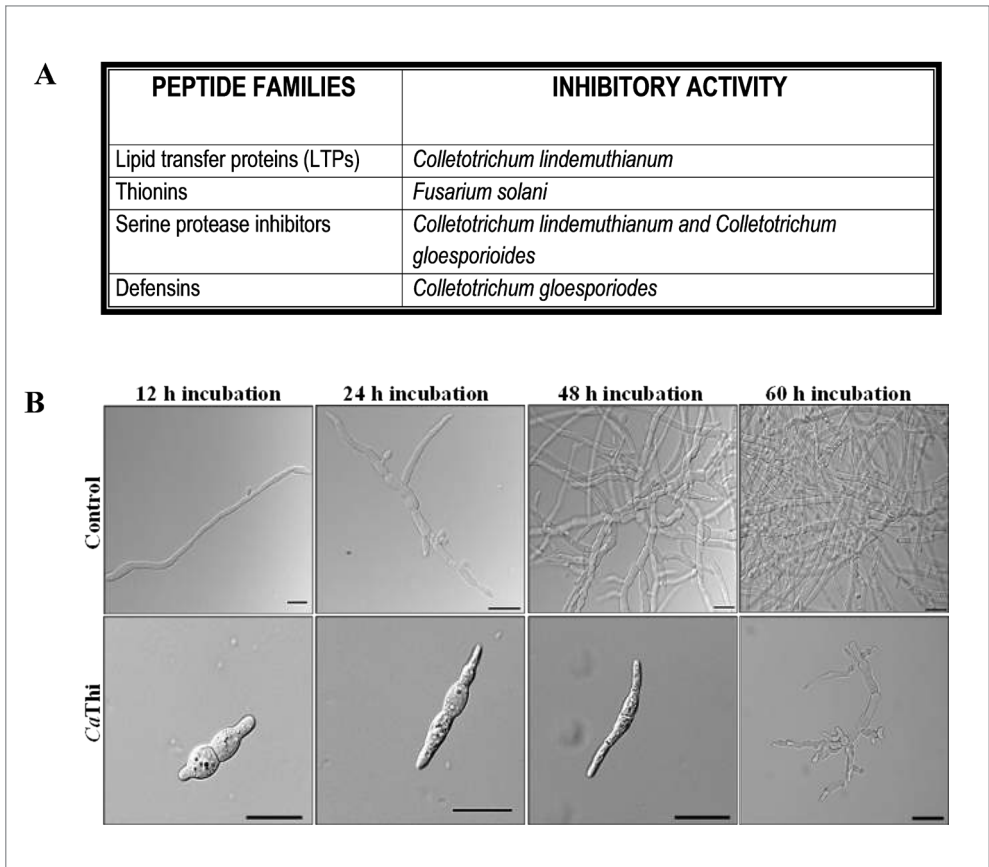 A
PEPTIDE FAMILIES INHIBITORY ACTIVITY
Lipid transfer proteins (LTPs) Colletotrichum lindemuthianum
Thionins Fusarium solani
Serine protease inhibitors Colletotrichum lindemuthianum and Colletotrichum
gloesporioides
Defensins Colletotrichum gloesporiodes
B
12 h incubation 24 h incubation 48 h incubation 60 h incubation
Control
CaThi